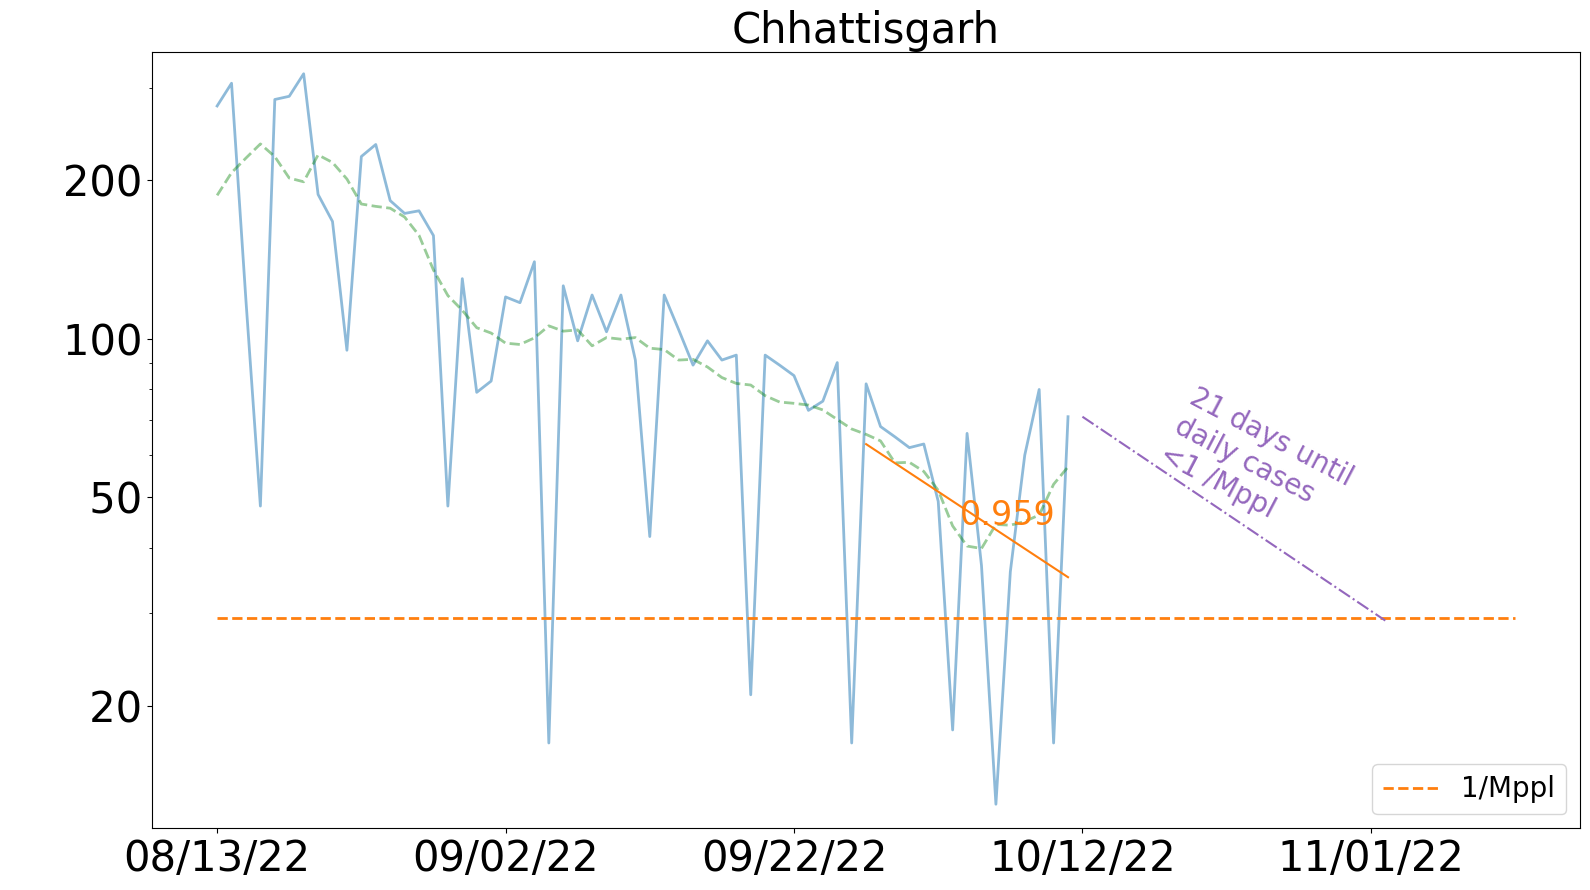 Chhattisgarh
200
100
50
20
21 days until
daily cases
<1 /Mppl
0.959
1/Mppl
08/13/22
09/02/22
09/22/22
10/12/22
11/01/22